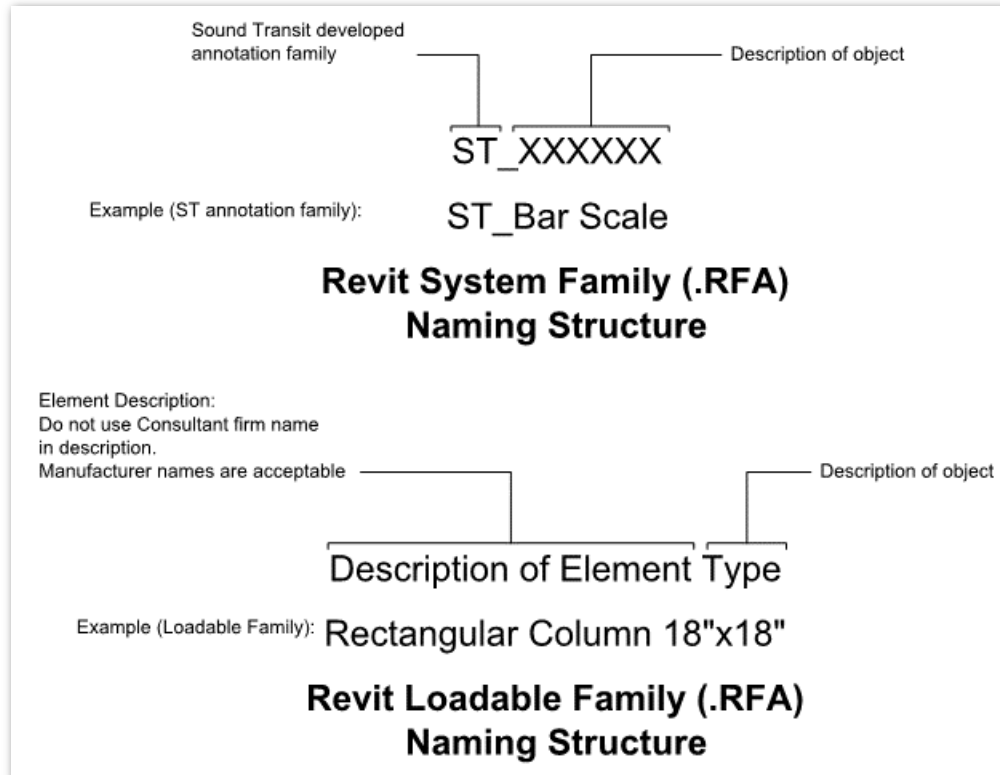 Sound Transit developed
annotation family
Description of object
ST_XXXXXX
Example (ST annotation family):
ST_Bar Scale
Revit System Family (.RFA)
Naming Structure
Element Description:
Do not use Consultant firm name
in description.
Manufacturer names are acceptable
Description of object
Description of Element Type
Example (Loadable Family):
Rectangular Column 18"x18"
Revit Loadable Family (.RFA)
Naming Structure